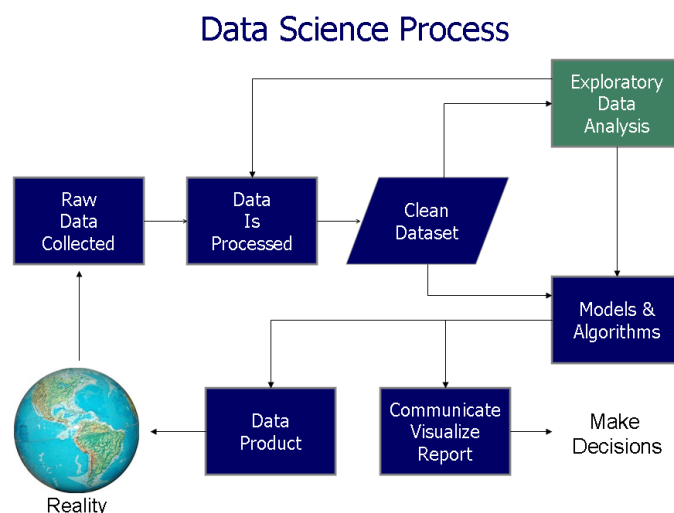 Data Science Process
Exploratory
Data
Analysis
Raw
Data
Collected
Data
Is
Processed
Clean
Dataset
Models &
Algorithms
Data
Product
Communicate
Visualize
Report
Make
Decisions
Reality